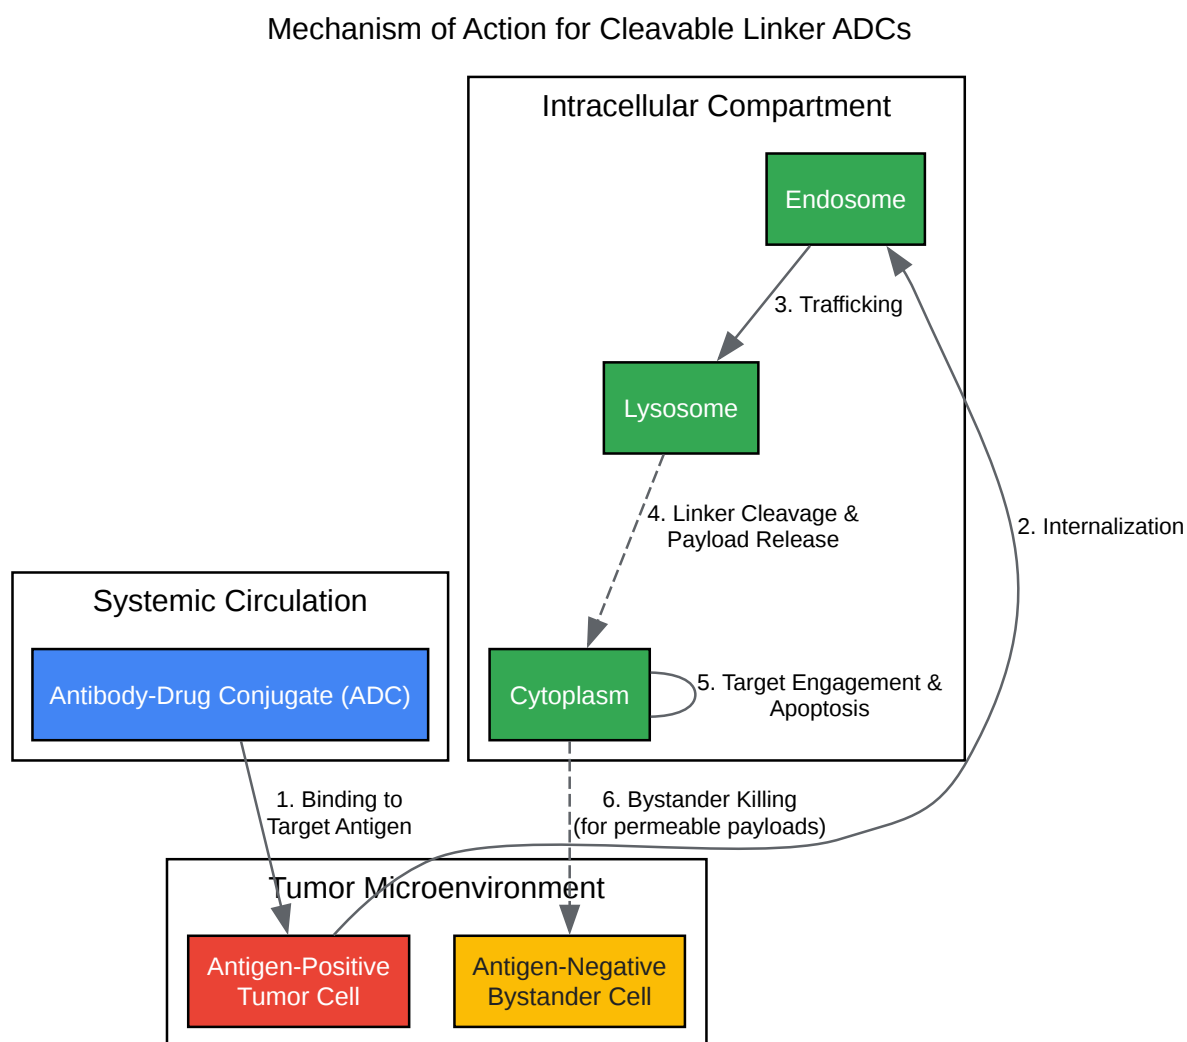 Mechanism of Action for Cleavable Linker ADCs
Intracellular Compartment
Endosome
3. Trafficking
Lysosome
4. Linker Cleavage &
Payload Release
2. Internalization
Systemic Circulation
Antibody-Drug Conjugate (ADC)
Cytoplasm
5. Target Engagement &
Apoptosis
1. Binding to
Target Antigen
6. Bystander Killing
(for permeable payloads)
Tumor Microenvironment
Antigen-Positive
Tumor Cell
Antigen-Negative
Bystander Cell